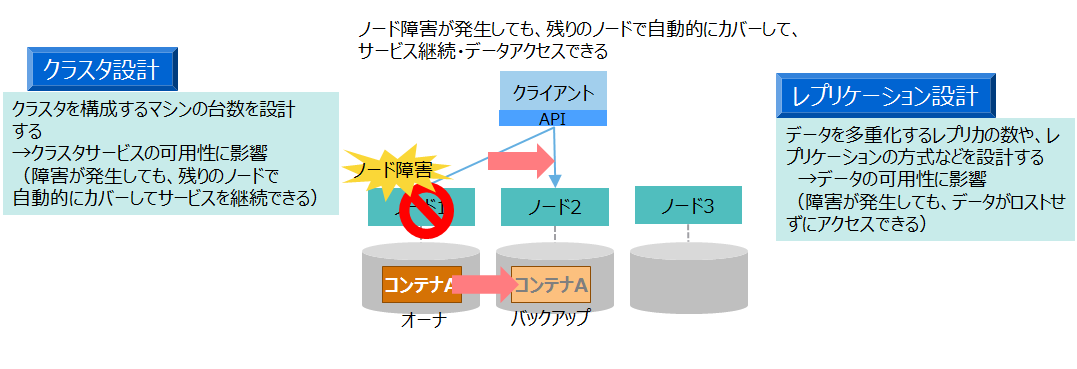 ノード障害が発生しても、残りのノードで自動的にカバーして、
サービス継続・データアクセスできる
クラスタ設計
クラスタを構成するマシンの台数を設計
する
→クラスタサービスの可用性に影響
（障害が発生しても、残りのノードで
自動的にカバーしてサービスを継続できる）
クライアント
API
ノード障害
ノード1
ノード2
ノード3
コンテナA
コンテナA
オーナ
バックアップ
レプリケーション設計
データを多重化するレプリカの数や、レ
プリケーションの方式などを設計する
→データの可用性に影響
（障害が発生しても、データがロストせ
ずにアクセスできる）